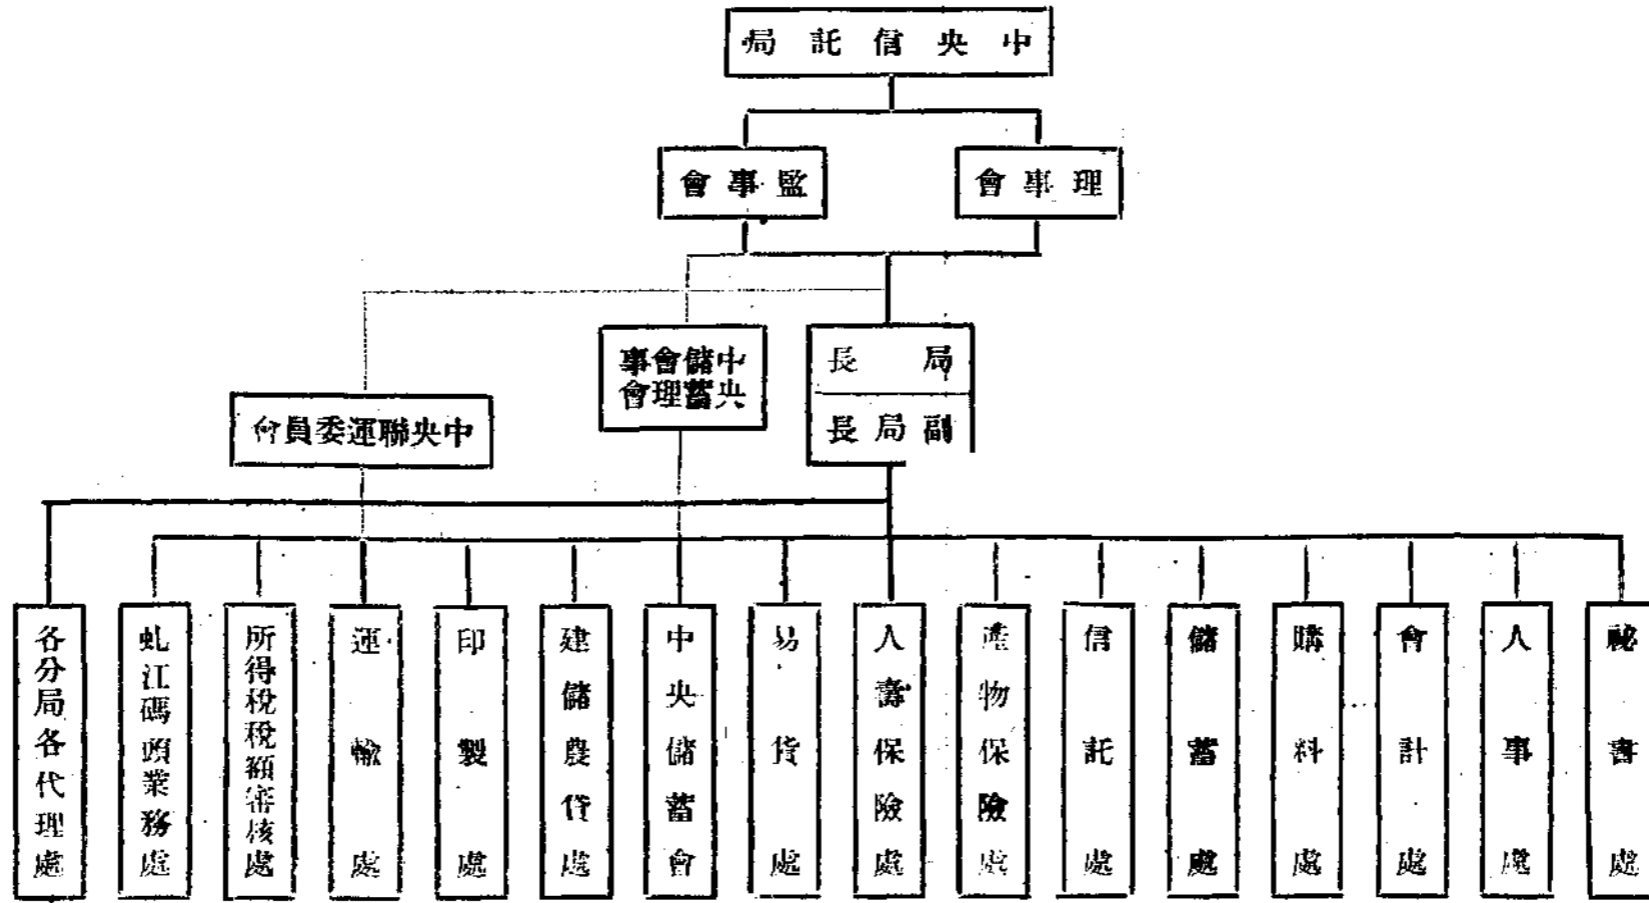 中央信託局
理事會
監事會
局長
副局長
中央儲蓄會理事會
中央聯運委員會
祕書處
人事處
會計處
購料處
儲蓄處
信託處
產物保險處
人壽保險處
易貨處
中央儲蓄會
建儲農貸處
印製處
運輸處
所得稅稅額審核處
虬江碼頭業務處
各分局各代理處